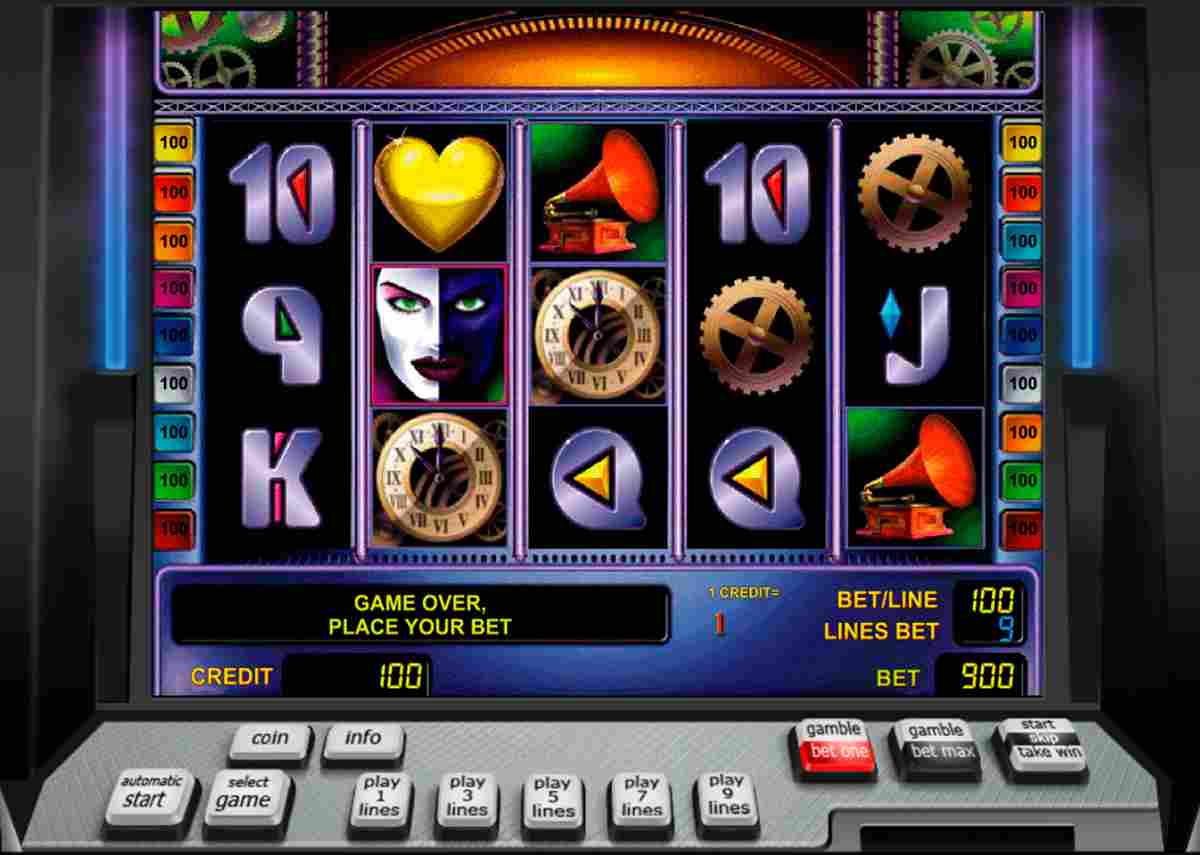 100 100
100 10 10 100
100 100
100 100
100 9 J 100
100 100
100 100
100 K Q Q 100
100 100
GAME OVER,
PLACE YOUR BET
1 CREDIT=
1
BET/LINE 100
LINES BET 9
CREDIT 100
BET 900
coin
info
gamble
bet one
gamble
bet max
start
skip
take win
automatic
start
select
game
play
1
lines
play
3
lines
play
5
lines
play
7
lines
play
9
lines